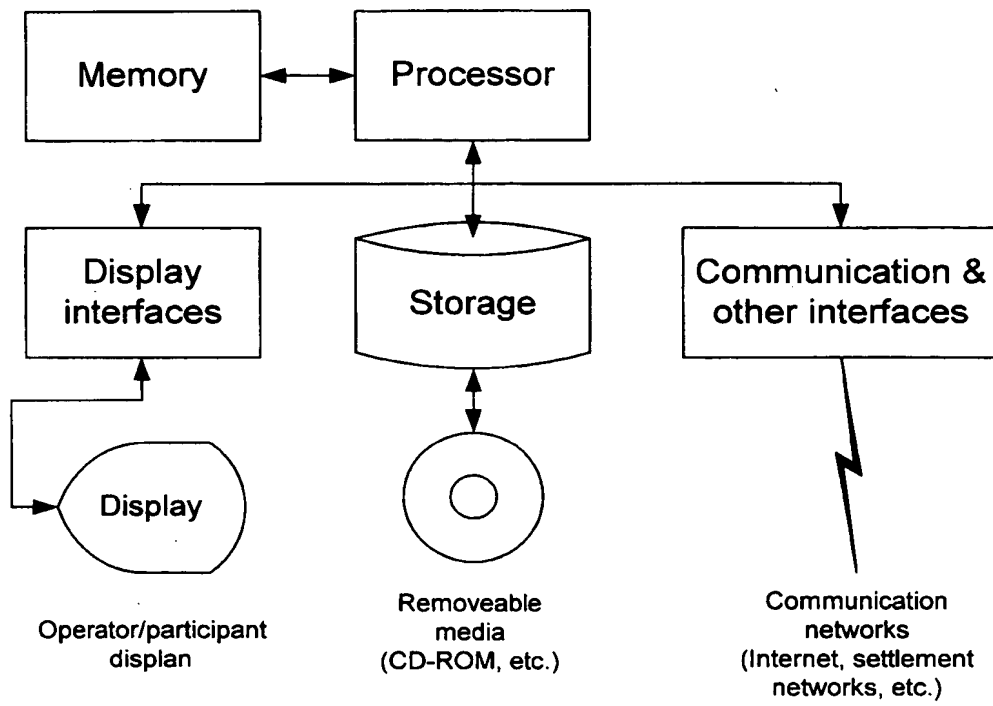 Memory
Processor
Display
interfaces
Storage
Communication &
other interfaces
Display
Operator/participant
displan
Removeable
media
(CD-ROM, etc.)
Communication
networks
(Internet, settlement
networks, etc.)